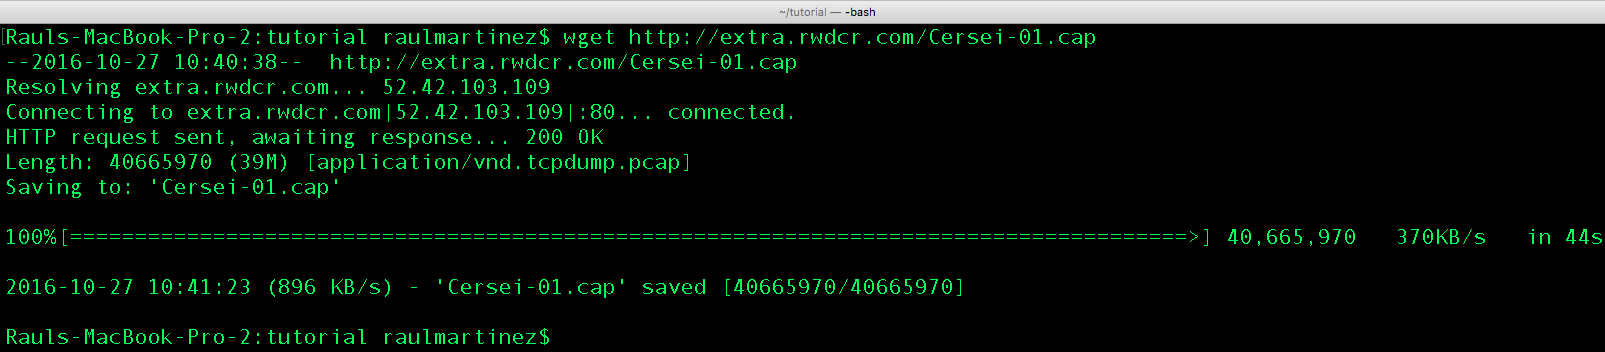 ~/tutorial — -bash
[Rauls-MacBook-Pro-2:tutorial raulmartinez$ wget http://extra.rwdcr.com/Cersei-01.cap
--2016-10-27 10:40:38--  http://extra.rwdcr.com/Cersei-01.cap
Resolving extra.rwdcr.com... 52.42.103.109
Connecting to extra.rwdcr.com|52.42.103.109|:80... connected.
HTTP request sent, awaiting response... 200 OK
Length: 40665970 (39M) [application/vnd.tcpdump.pcap]
Saving to: 'Cersei-01.cap'
100%[======================================================================================>] 40,665,970   370KB/s   in 44s
2016-10-27 10:41:23 (896 KB/s) - 'Cersei-01.cap' saved [40665970/40665970]
Rauls-MacBook-Pro-2:tutorial raulmartinez$